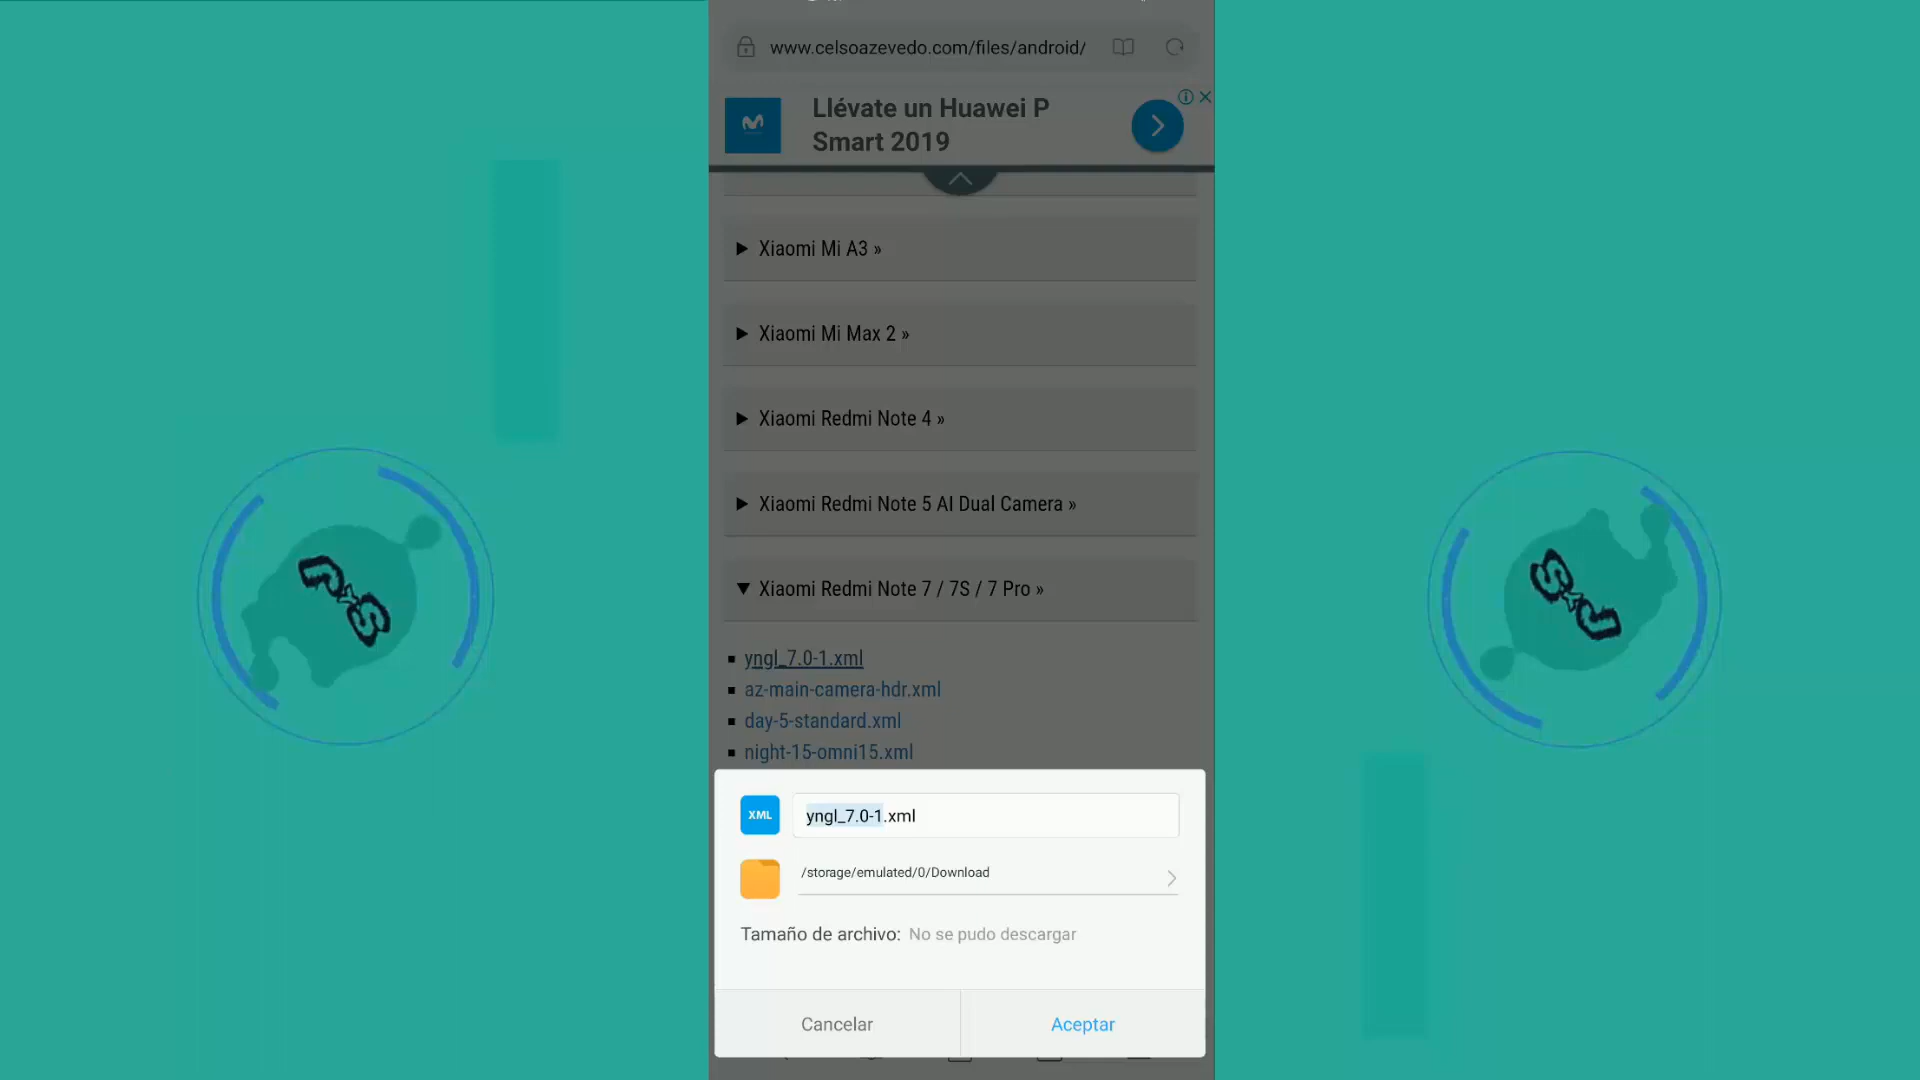 www.celsoazevedo.com/files/android/
Llévate un Huawei P
Smart 2019
Xiaomi Mi A3 »
Xiaomi Mi Max 2 »
Xiaomi Redmi Note 4 »
Xiaomi Redmi Note 5 AI Dual Camera »
Xiaomi Redmi Note 7 / 7S / 7 Pro »
yngl_7.0-1.xml
az-main-camera-hdr.xml
day-5-standard.xml
night-15-omni15.xml
XML yngl_7.0-1.xml
/storage/emulated/0/Download
Tamaño de archivo: No se pudo descargar
Cancelar Aceptar